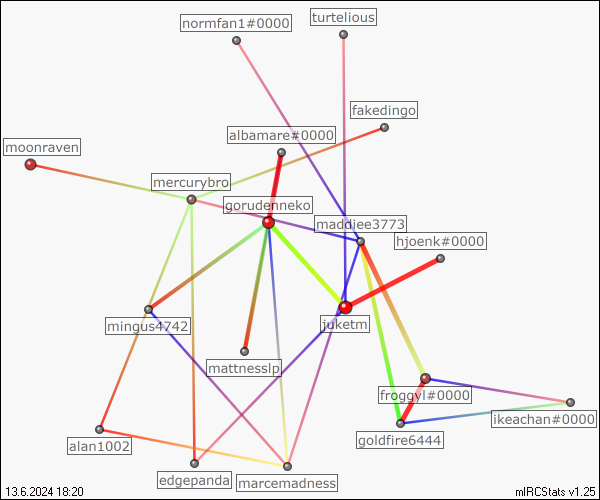 turtelious
normfan1#0000
fakedingo
albamare#0000
moonraven
mercurybro
gorudenneko
maddiee3773
hjoenk#0000
juketm
mingus4742
mattnesslp
froggyl#0000
ikeachan#0000
goldfire6444
alan1002
edgepanda
marcemadness
13.6.2024 18:20
mIRCStats v1.25